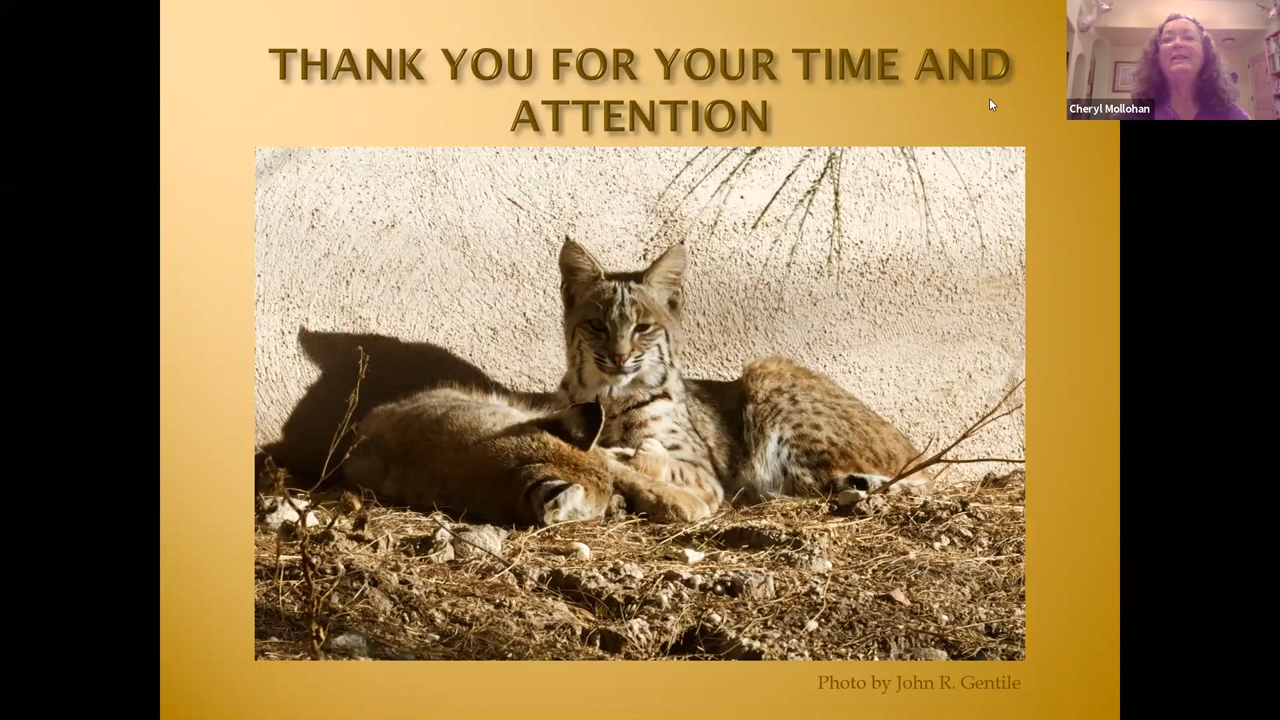 THANK YOU FOR YOUR TIME AND
ATTENTION
Cheryl Mollohan
Photo by John R. Gentile